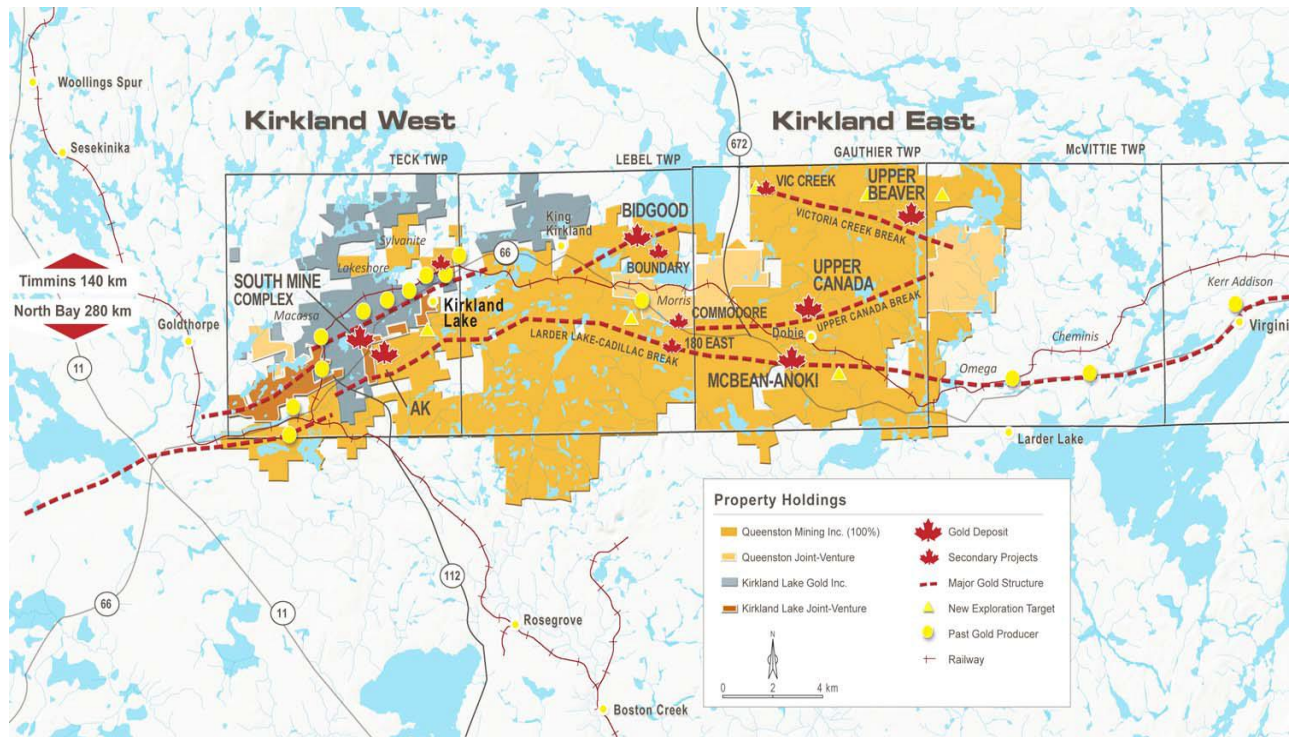 Woollings Spur
Kirkland West
Kirkland East
672
Sesekinika
TECK TWP
LEBEL TWP
GAUTHIER TWP
McVITTIE TWP
VIC CREEK
UPPER
BEAVER
VICTORIA CREEK BREAK
BIDGOOD
King
Kirkland
66
BOUNDARY
Sylvanite
Lakeshore
SOUTH MINE
COMPLEX
Macassa
Kirkland
Lake
Timmins 140 km
North Bay 280 km
Goldthorpe
UPPER
CANADA
UPPER CANADA BREAK
Morris
COMMODORE
Dobie
180 EAST
LARDER LAKE-CADILLAC BREAK
MCBEAN-ANOKI
Kerr Addison
Virgini
Cheminis
Omega
11
AK
Larder Lake
Property Holdings
Queenston Mining Inc. (100%)
Queenston Joint-Venture
Kirkland Lake Gold Inc.
Kirkland Lake Joint-Venture
Gold Deposit
Secondary Projects
Major Gold Structure
New Exploration Target
Past Gold Producer
Railway
N
0 2 4 km
112
66
11
Rosegrove
Boston Creek